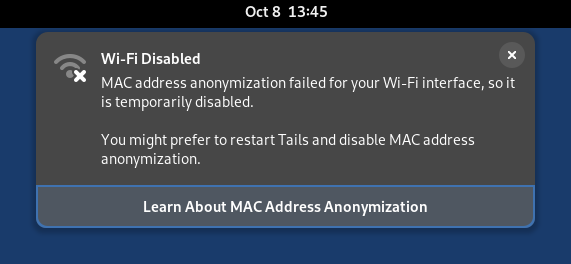 Oct 8 13:45
Wi-Fi Disabled
MAC address anonymization failed for your Wi-Fi interface, so it
is temporarily disabled.
You might prefer to restart Tails and disable MAC address
anonymization.
Learn About MAC Address Anonymization